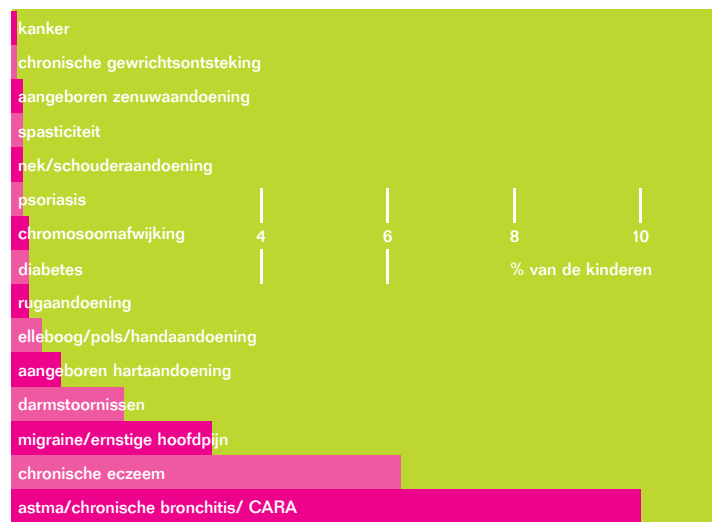 kanker
chronische gewrichtsontsteking
aangeboren zenuwaandoening
spasticiteit
nek/schouderaandoening
psoriasis
chromosoomafwijking
4 6 8 10
diabetes
% van de kinderen
rugaandoening
elleboog/pols/handaandoening
aangeboren hartaandoening
darmstoornissen
migraine/ernstige hoofdpijn
chronische eczeem
astma/chronische bronchitis/ CARA